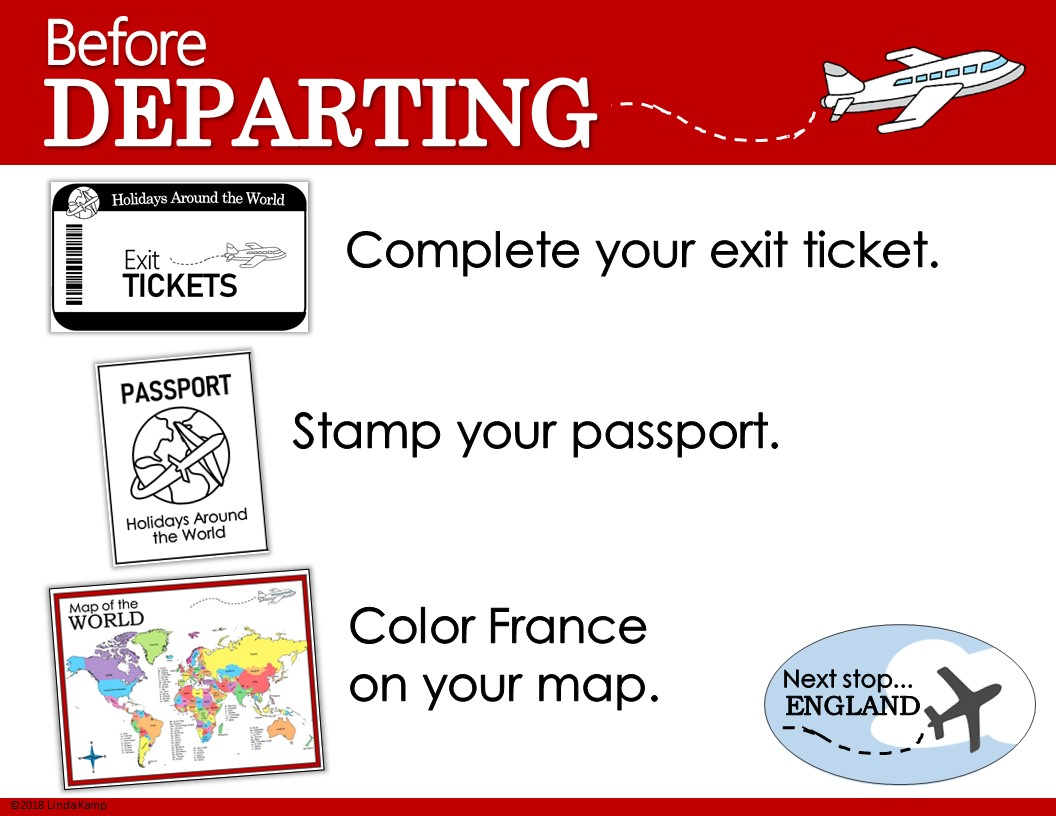 Before
DEPARTING
Holidays Around the World
Exit
TICKETS
Complete your exit ticket.
PASSPORT
Holidays Around
the World
Stamp your passport.
Map of the
WORLD
Color France
on your map.
Next stop...
ENGLAND
©2018 Linda Kamp